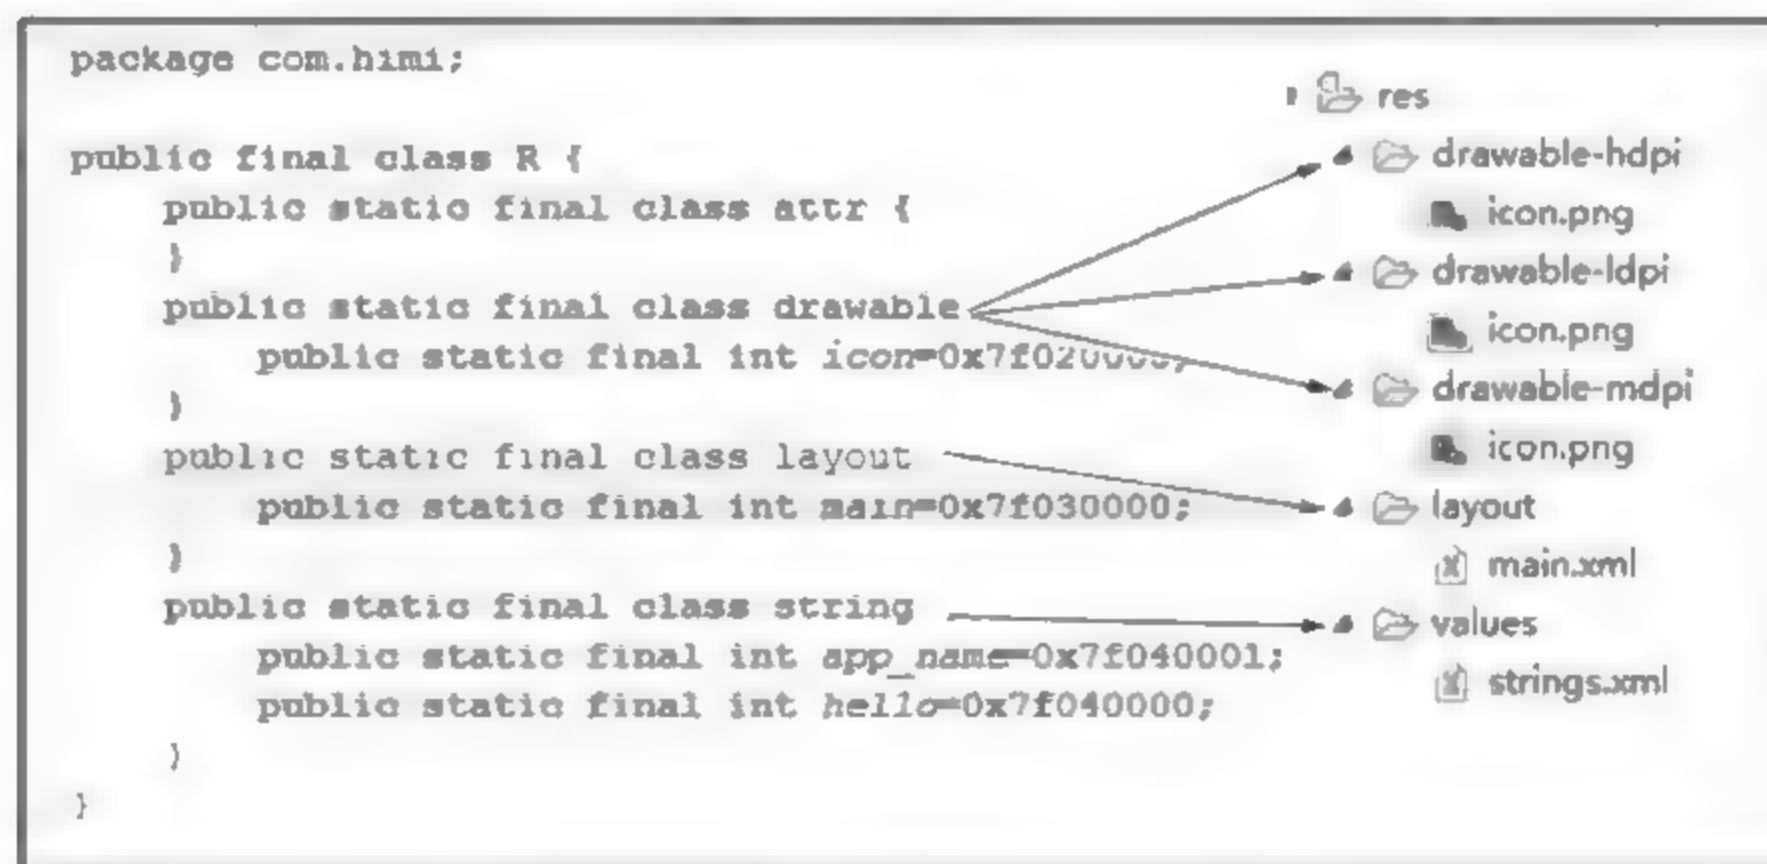 package com.himi;
public final class R {
public static final class attr {
}
public static final class drawable
public static final int icon=0x7f020000;
}
public static final class layout
public static final int main=0x7f030000;
}
public static final class string
public static final int app_name=0x7f040001;
public static final int hello=0x7f040000;
}
}
res
drawable-hdpi
icon.png
drawable-ldpi
icon.png
drawable-mdpi
icon.png
layout
main.xml
values
strings.xml